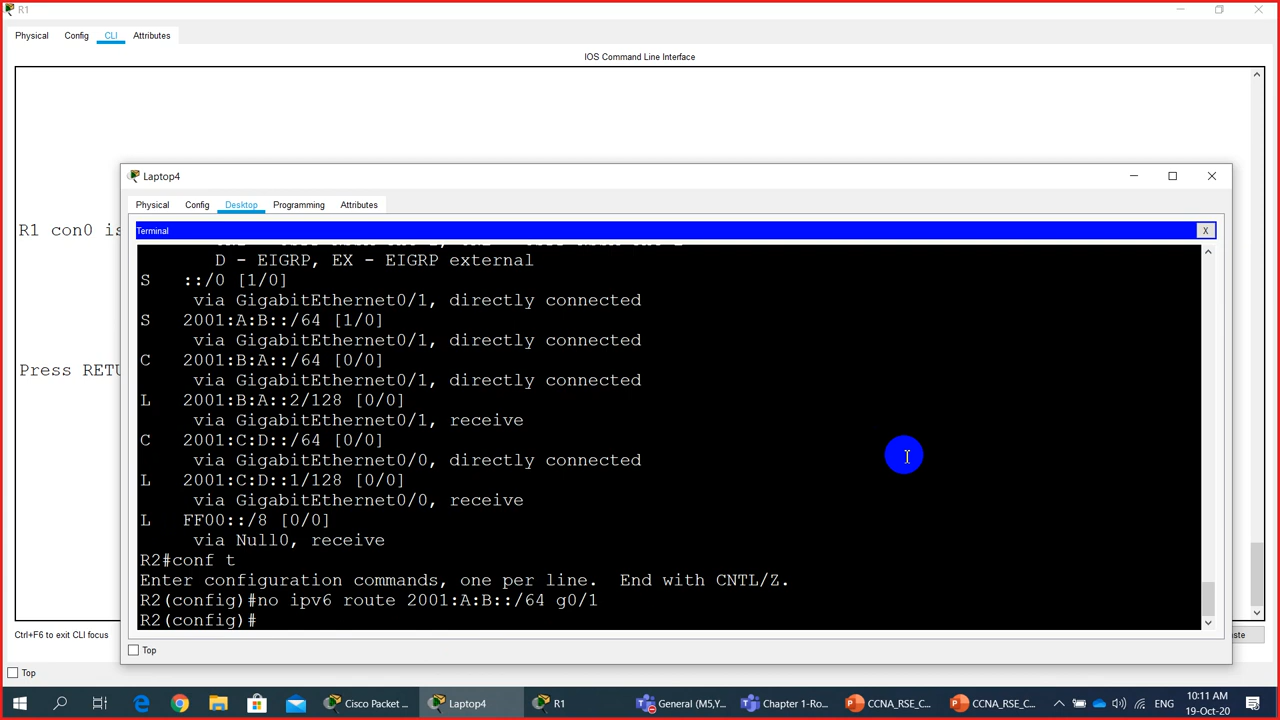 R1
Physical Config CLI Attributes
IOS Command Line Interface
R1 con0 is
Press RETU
Laptop4
Physical Config Desktop Programming Attributes
Terminal X
D - EIGRP, EX - EIGRP external
S ::/0 [1/0]
via GigabitEthernet0/1, directly connected
S 2001:A:B::/64 [1/0]
via GigabitEthernet0/1, directly connected
C 2001:B:A::/64 [0/0]
via GigabitEthernet0/1, directly connected
L 2001:B:A::2/128 [0/0]
via GigabitEthernet0/1, receive
C 2001:C:D::/64 [0/0]
via GigabitEthernet0/0, directly connected
L 2001:C:D::1/128 [0/0]
via GigabitEthernet0/0, receive
L FF00::/8 [0/0]
via Null0, receive
R2#conf t
Enter configuration commands, one per line. End with CNTL/Z.
R2(config)#no ipv6 route 2001:A:B::/64 g0/1
R2(config)#
Ctrl+F6 to exit CLI focus
ste
Top
Top
Cisco Packet ... Laptop4 R1 General (M5,Y... Chapter 1-Ro... CCNA_RSE_C... CCNA_RSE_C... ENG 10:11 AM
19-Oct-20